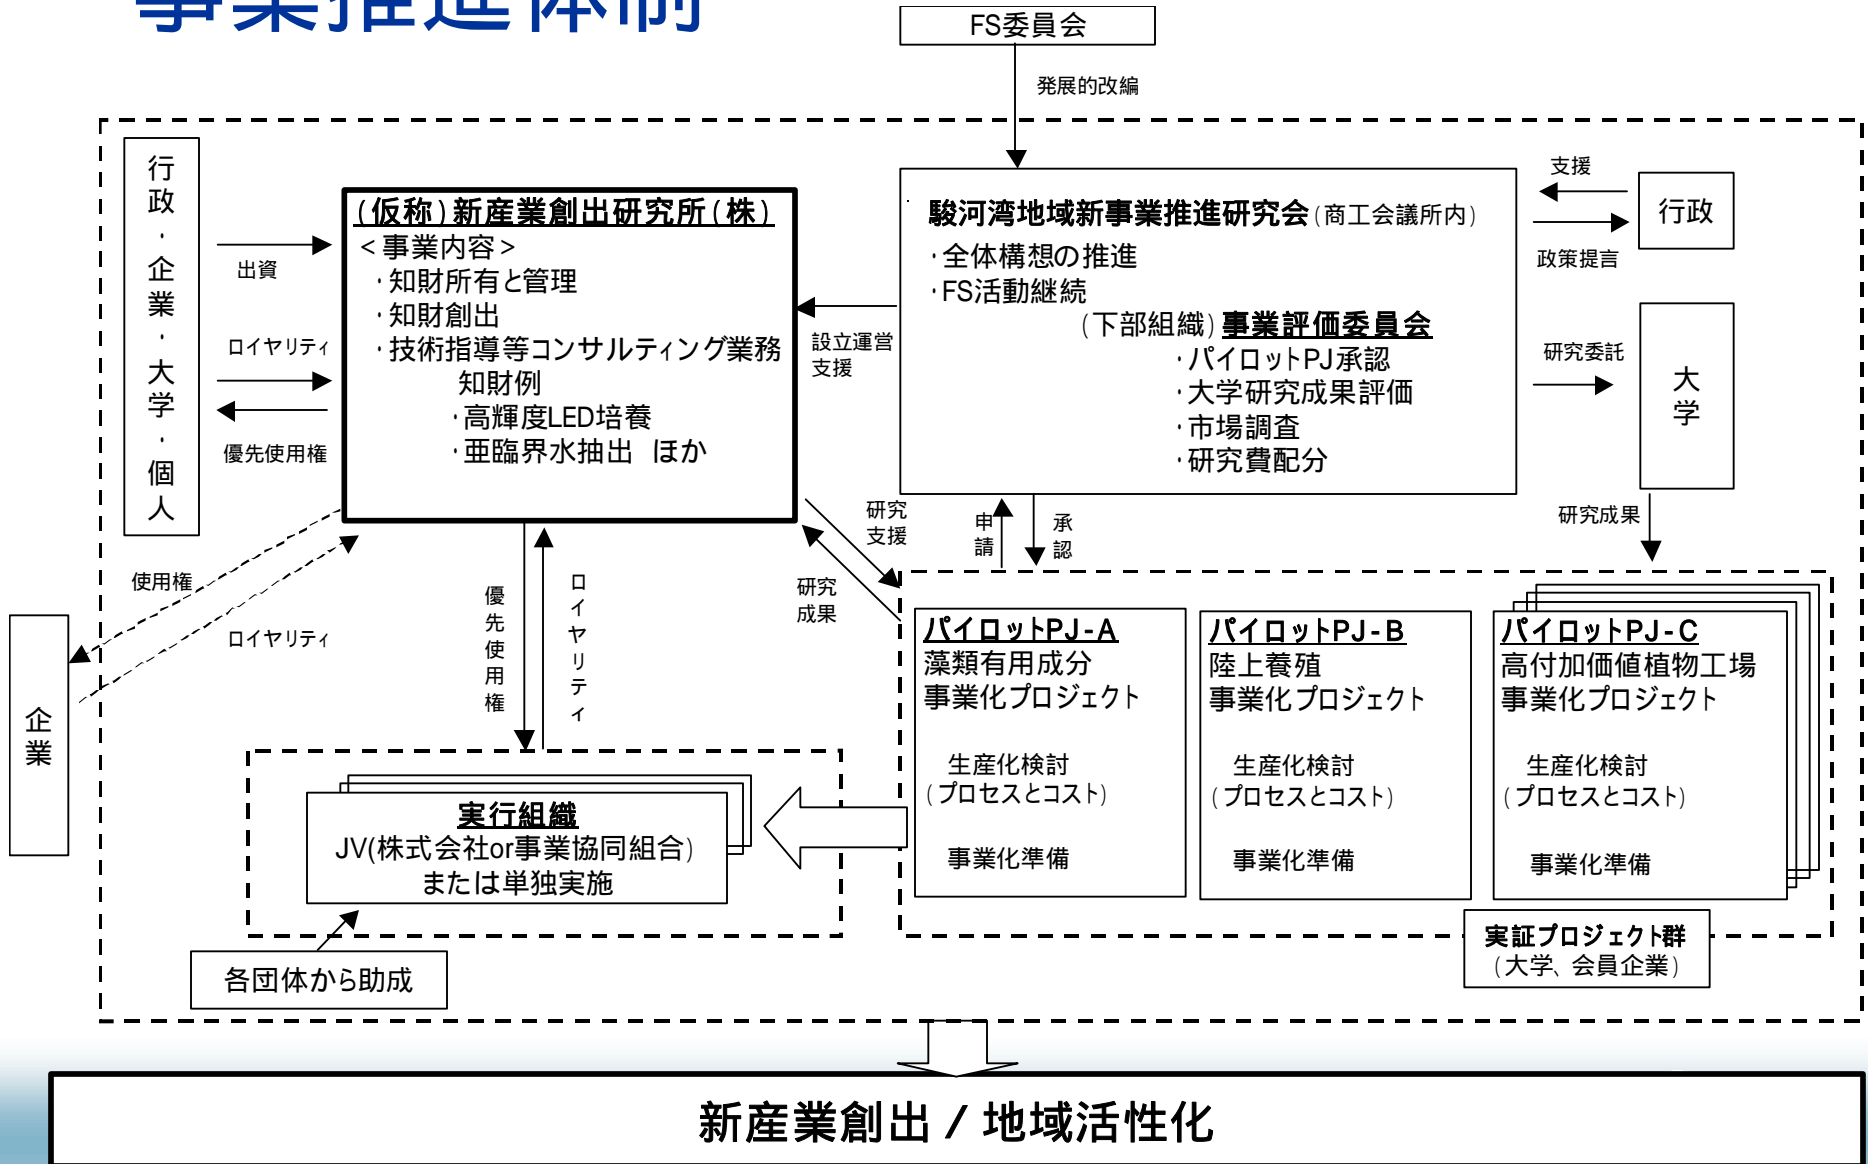 事業推進体制
FS委員会
発展的改編
行政・企業・大学・個人
出資
ロイヤリティ
優先使用権
(仮称)新産業創出研究所(株)
<事業内容>
・知財所有と管理
・知財創出
・技術指導等コンサルティング業務
知財例
・高輝度LED培養
・亜臨界水抽出 ほか
設立運営
支援
駿河湾地域新事業推進研究会(商工会議所内)
・全体構想の推進
・FS活動継続
(下部組織)事業評価委員会
・パイロットPJ承認
・大学研究成果評価
・市場調査
・研究費配分
支援
行政
政策提言
研究委託
大学
研究成果
研究
支援
研究
成果
申請
承認
使用権
ロイヤリティ
企業
優先使用権
ロイヤリティ
パイロットPJ-A
藻類有用成分
事業化プロジェクト
生産化検討
(プロセスとコスト)
事業化準備
パイロットPJ-B
陸上養殖
事業化プロジェクト
生産化検討
(プロセスとコスト)
事業化準備
パイロットPJ-C
高付加価値植物工場
事業化プロジェクト
生産化検討
(プロセスとコスト)
事業化準備
実行組織
JV(株式会社or事業協同組合)
または単独実施
各団体から助成
実証プロジェクト群
(大学、会員企業)
新産業創出/地域活性化